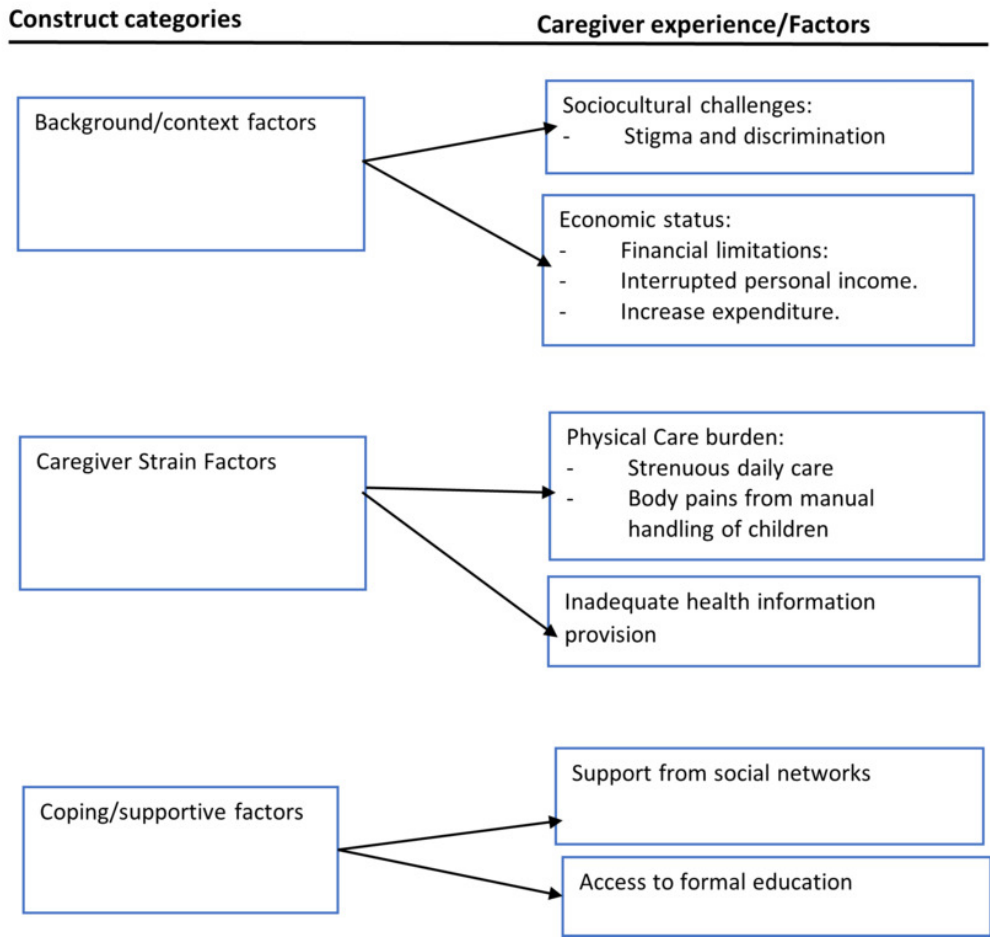 Construct categories
Caregiver experience/Factors
Background/context factors
Sociocultural challenges:
- Stigma and discrimination
Economic status:
- Financial limitations:
- Interrupted personal income.
- Increase expenditure.
Caregiver Strain Factors
Physical Care burden:
- Strenuous daily care
- Body pains from manual
handling of children
Inadequate health information
provision
Coping/supportive factors
Support from social networks
Access to formal education